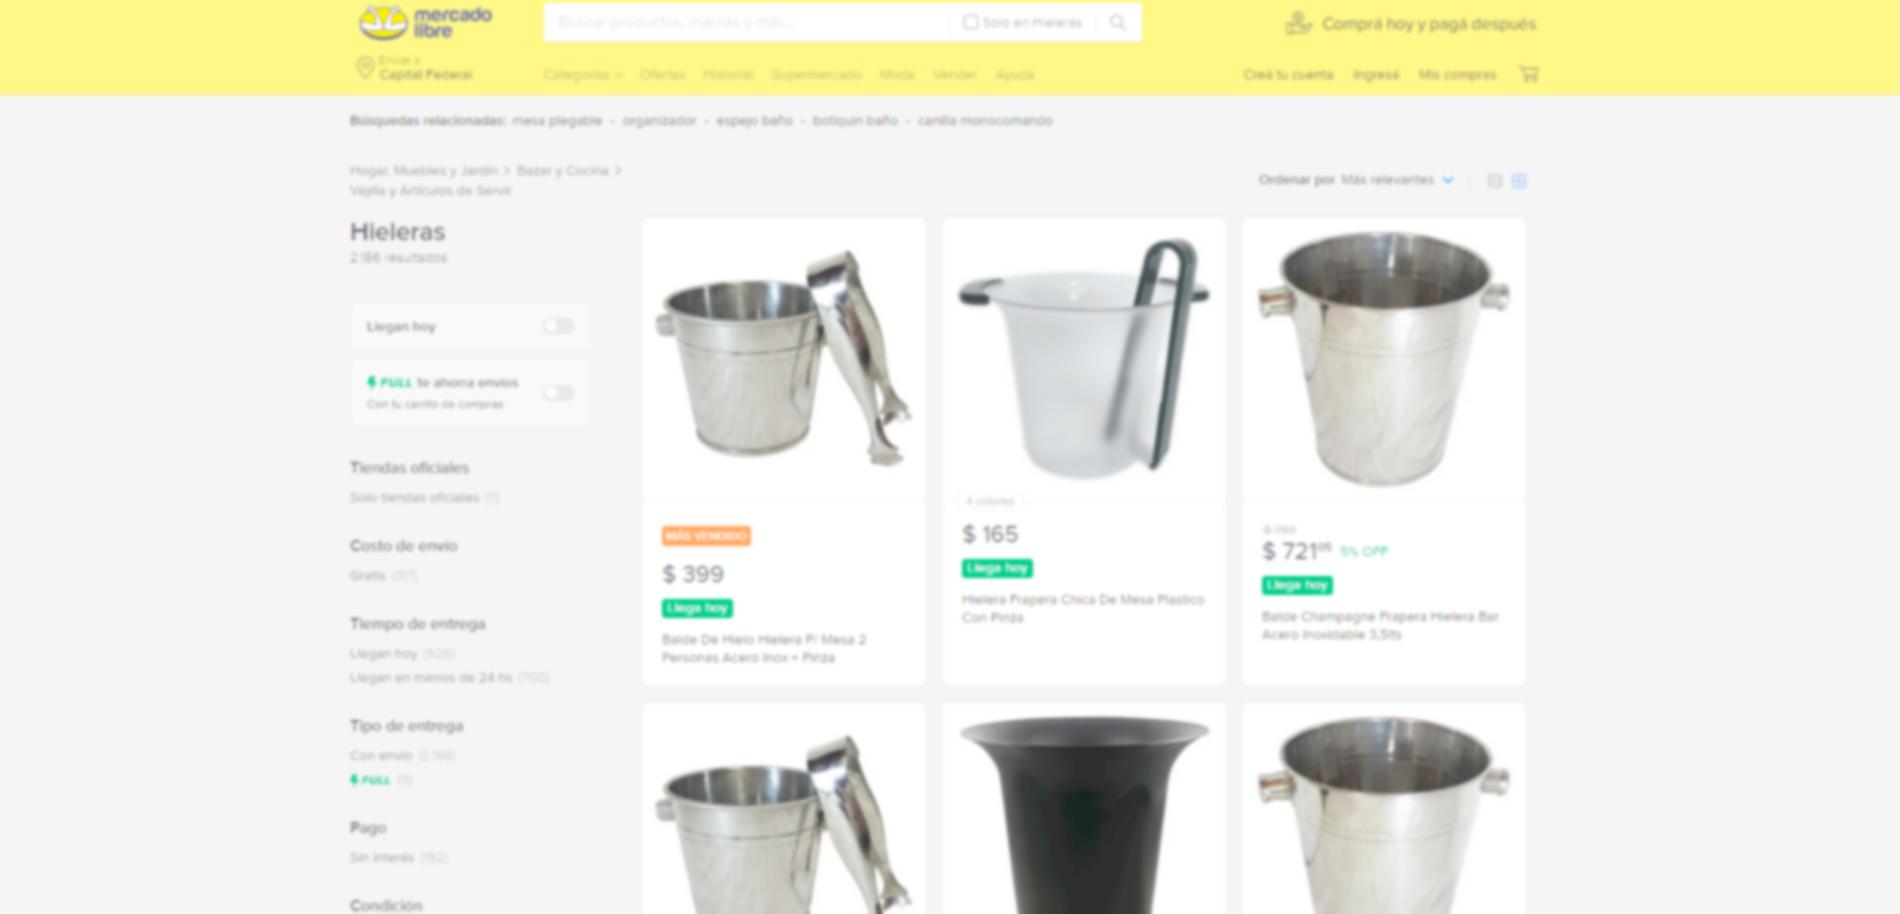 mercado
libre
Buscar productos, marcas y más...
Solo en Hieleras
Comprá hoy y pagá después
Enviar a
Capital Federal
Categorías
Ofertas
Historial
Supermercado
Moda
Vender
Ayuda
Creá tu cuenta
Ingresá
Mis compras
Búsquedas relacionadas: mesa plegable - organizador - espejo baño - botiquin baño - canilla monocomando
Hogar, Muebles y Jardín > Bazar y Cocina >
Vajilla y Artículos de Servir
Ordenar por Más relevantes
Hieleras
2.186 resultados
Llegan hoy
FULL te ahorra envíos
Con tu carrito de compras
Tiendas oficiales
Solo tiendas oficiales (7)
Costo de envío
Gratis (317)
Tiempo de entrega
Llegan hoy (526)
Llegan en menos de 24 hs (700)
Tipo de entrega
Con envío
FULL (5)
Pago
Sin interés (192)
Condición
MÁS VENDIDO
$ 399
Llega hoy
Balde De Hielo Hielera P/ Mesa 2
Personas Acero Inox + Pinza
4 colores
$ 165
Llega hoy
Hielera Frapera Chica De Mesa Plastico
Con Pinza
$ 759
$ 721⁰⁵ 5% OFF
Llega hoy
Balde Champagne Frapera Hielera Bar
Acero Inoxidable 3,5lts